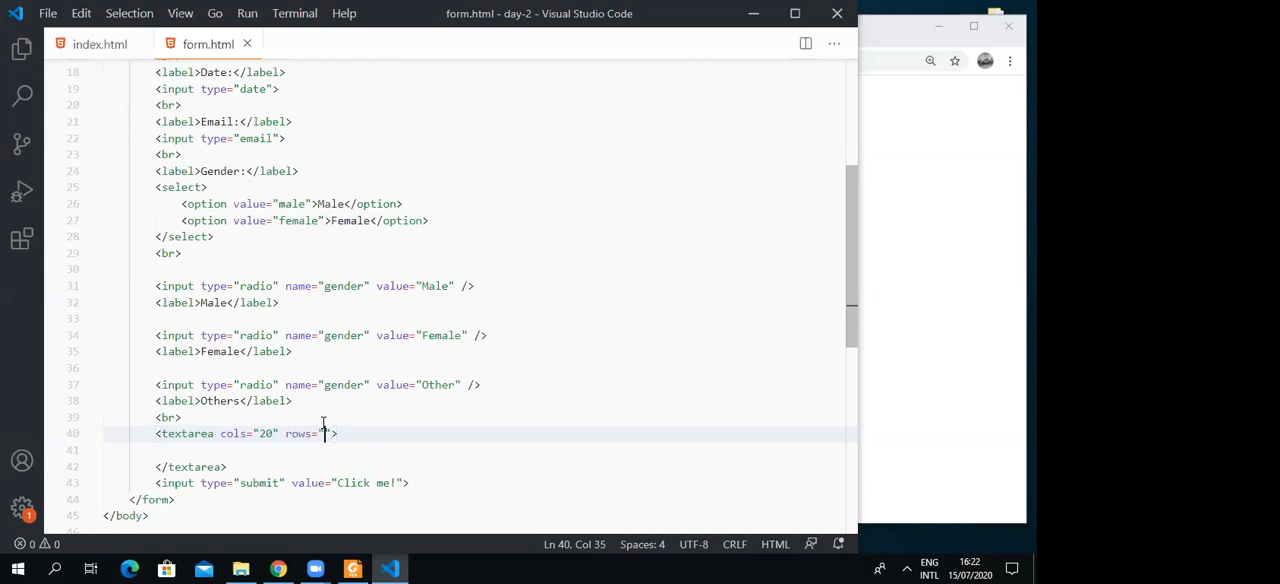 File Edit Selection View Go Run Terminal Help form.html - day-2 - Visual Studio Code
index.html form.html
18 <label>Date:</label>
19 <input type="date">
20 <br>
21 <label>Email:</label>
22 <input type="email">
23 <br>
24 <label>Gender:</label>
25 <select>
26 <option value="male">Male</option>
27 <option value="female">Female</option>
28 </select>
29 <br>
30
31 <input type="radio" name="gender" value="Male" />
32 <label>Male</label>
33
34 <input type="radio" name="gender" value="Female" />
35 <label>Female</label>
36
37 <input type="radio" name="gender" value="Other" />
38 <label>Others</label>
39 <br>
40 <textarea cols="20" rows="">
41
42 </textarea>
43 <input type="submit" value="Click me!">
44 </form>
45 </body>
46
1 0 0 Ln 40, Col 35 Spaces: 4 UTF-8 CRLF HTML
ENG 16:22
INTL 15/07/2020